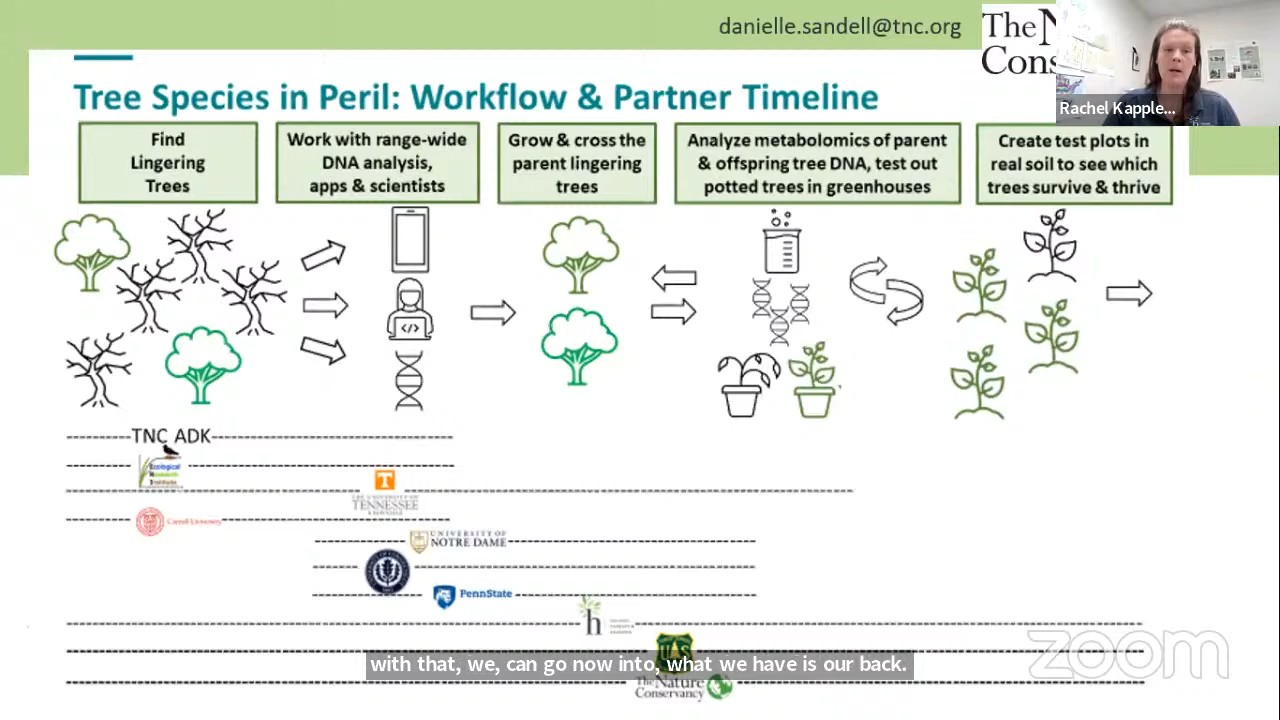 danielle.sandell@tnc.org
The N
Cons
Rachel Kapple...
Tree Species in Peril: Workflow & Partner Timeline
Find
Lingering
Trees
Work with range-wide
DNA analysis,
apps & scientists
Grow & cross the
parent lingering
trees
Analyze metabolomics of parent
& offspring tree DNA, test out
potted trees in greenhouses
Create test plots in
real soil to see which
trees survive & thrive
</>
TNC ADK
Ecological
Research
Institute
T
THE UNIVERSITY OF
TENNESSEE
KNOXVILLE
Cornell University
UNIVERSITY OF
NOTRE DAME
PennState
h
UAS
with that, we, can go now into, what we have is our back.
The Nature
Conservancy
zoom